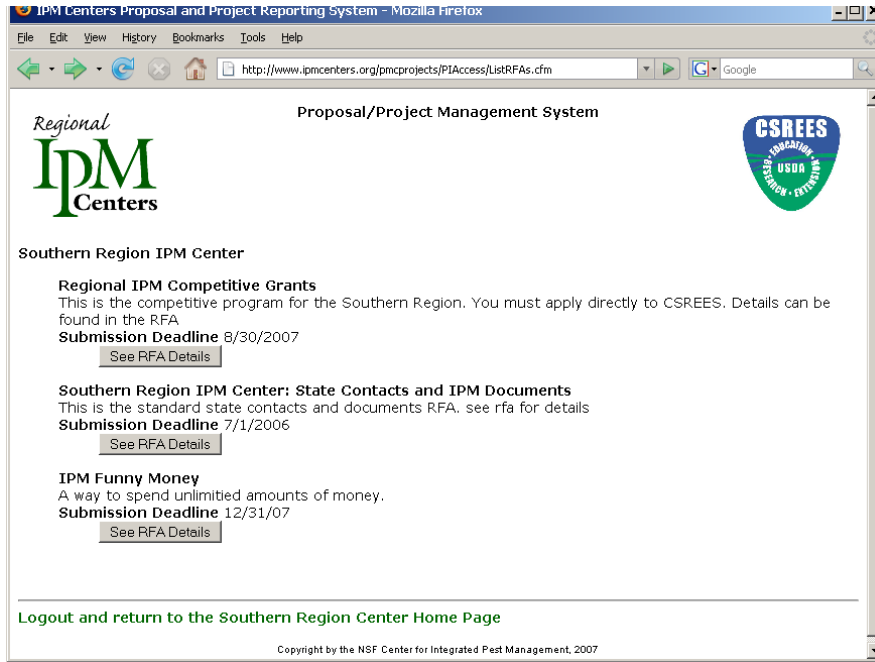 IPM Centers Proposal and Project Reporting System - Mozilla Firefox
File Edit View History Bookmarks Tools Help
http://www.ipmcenters.org/pmcprojects/PIAccess/ListRFAs.cfm
G Google
Proposal/Project Management System
Regional
IPM
Centers
CSREES
EDUCATION
USDA
RESEARCH • EXTENSION
Southern Region IPM Center
Regional IPM Competitive Grants
This is the competitive program for the Southern Region. You must apply directly to CSREES. Details can be
found in the RFA
Submission Deadline 8/30/2007
See RFA Details
Southern Region IPM Center: State Contacts and IPM Documents
This is the standard state contacts and documents RFA. see rfa for details
Submission Deadline 7/1/2006
See RFA Details
IPM Funny Money
A way to spend unlimitied amounts of money.
Submission Deadline 12/31/07
See RFA Details
Logout and return to the Southern Region Center Home Page
Copyright by the NSF Center for Integrated Pest Management, 2007